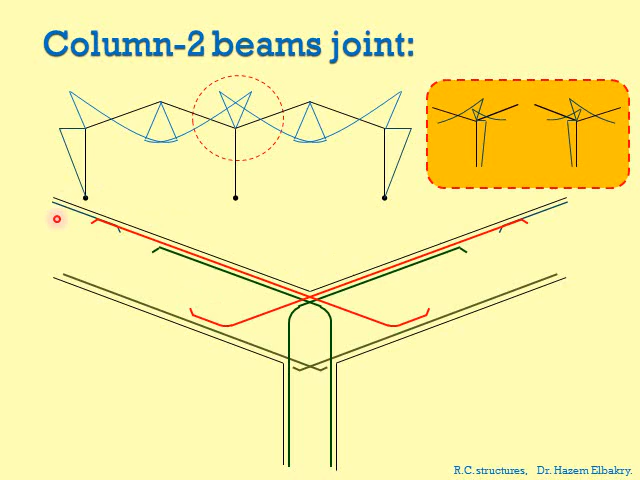 Column-2 beams joint:
R.C. structures, Dr. Hazem Elbakry.